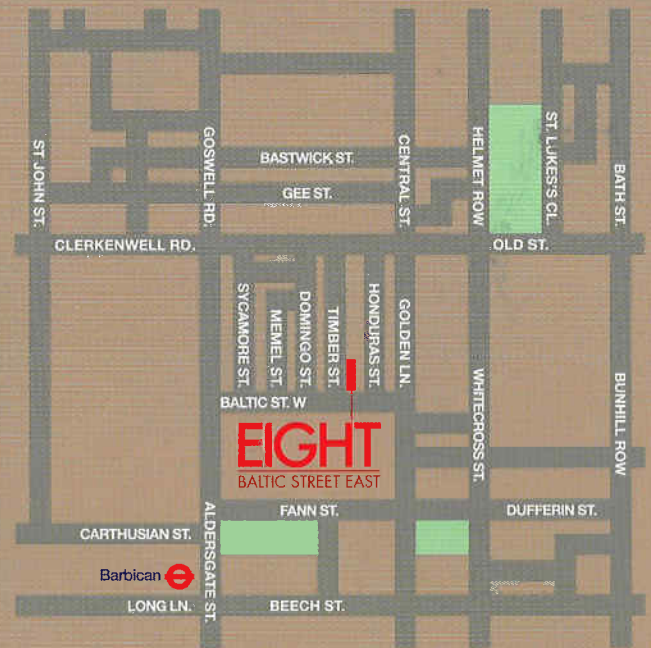 ST JOHN ST.
GOSWELL RD.
BASTWICK ST.
CENTRAL ST.
HELMET ROW
ST. LUKES'S CL.
BATH ST.
GEE ST.
CLERKENWELL RD.
OLD ST.
SYCAMORE ST.
MEMEL ST.
DOMINGO ST.
TIMBER ST.
HONDURAS ST.
GOLDEN LN.
WHITECROSS ST.
BUNHILL ROW
BALTIC ST. W
EIGHT
BALTIC STREET EAST
FANN ST.
DUFFERIN ST.
CARTHUSIAN ST.
ALDERSGATE ST.
Barbican
LONG LN.
BEECH ST.